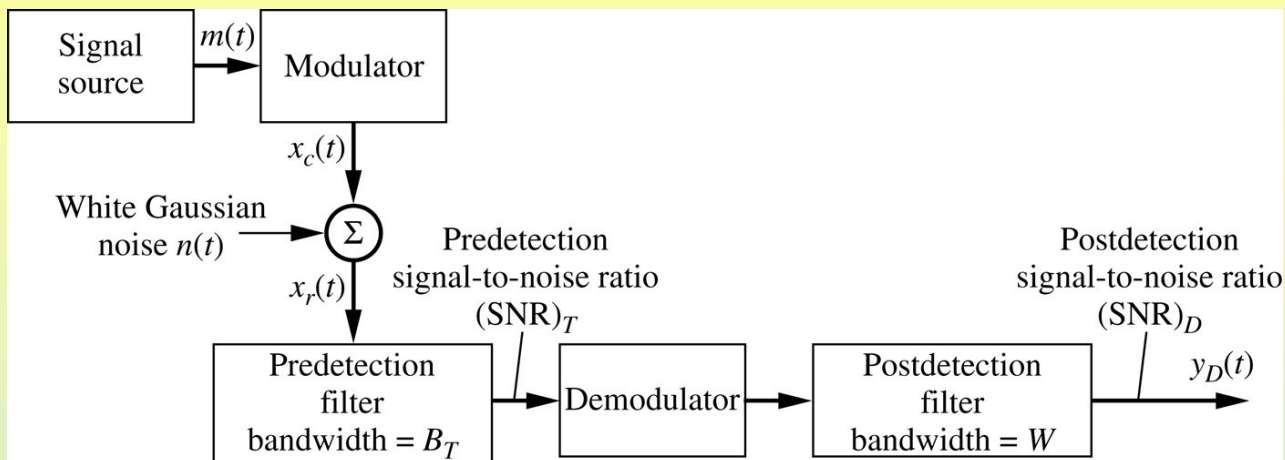 Signal
source
m(t)
Modulator
x_c(t)
White Gaussian
noise n(t)
Σ
x_r(t)
Predetection
signal-to-noise ratio
(SNR)_T
Postdetection
signal-to-noise ratio
(SNR)_D
Predetection
filter
bandwidth = B_T
Demodulator
Postdetection
filter
bandwidth = W
y_D(t)